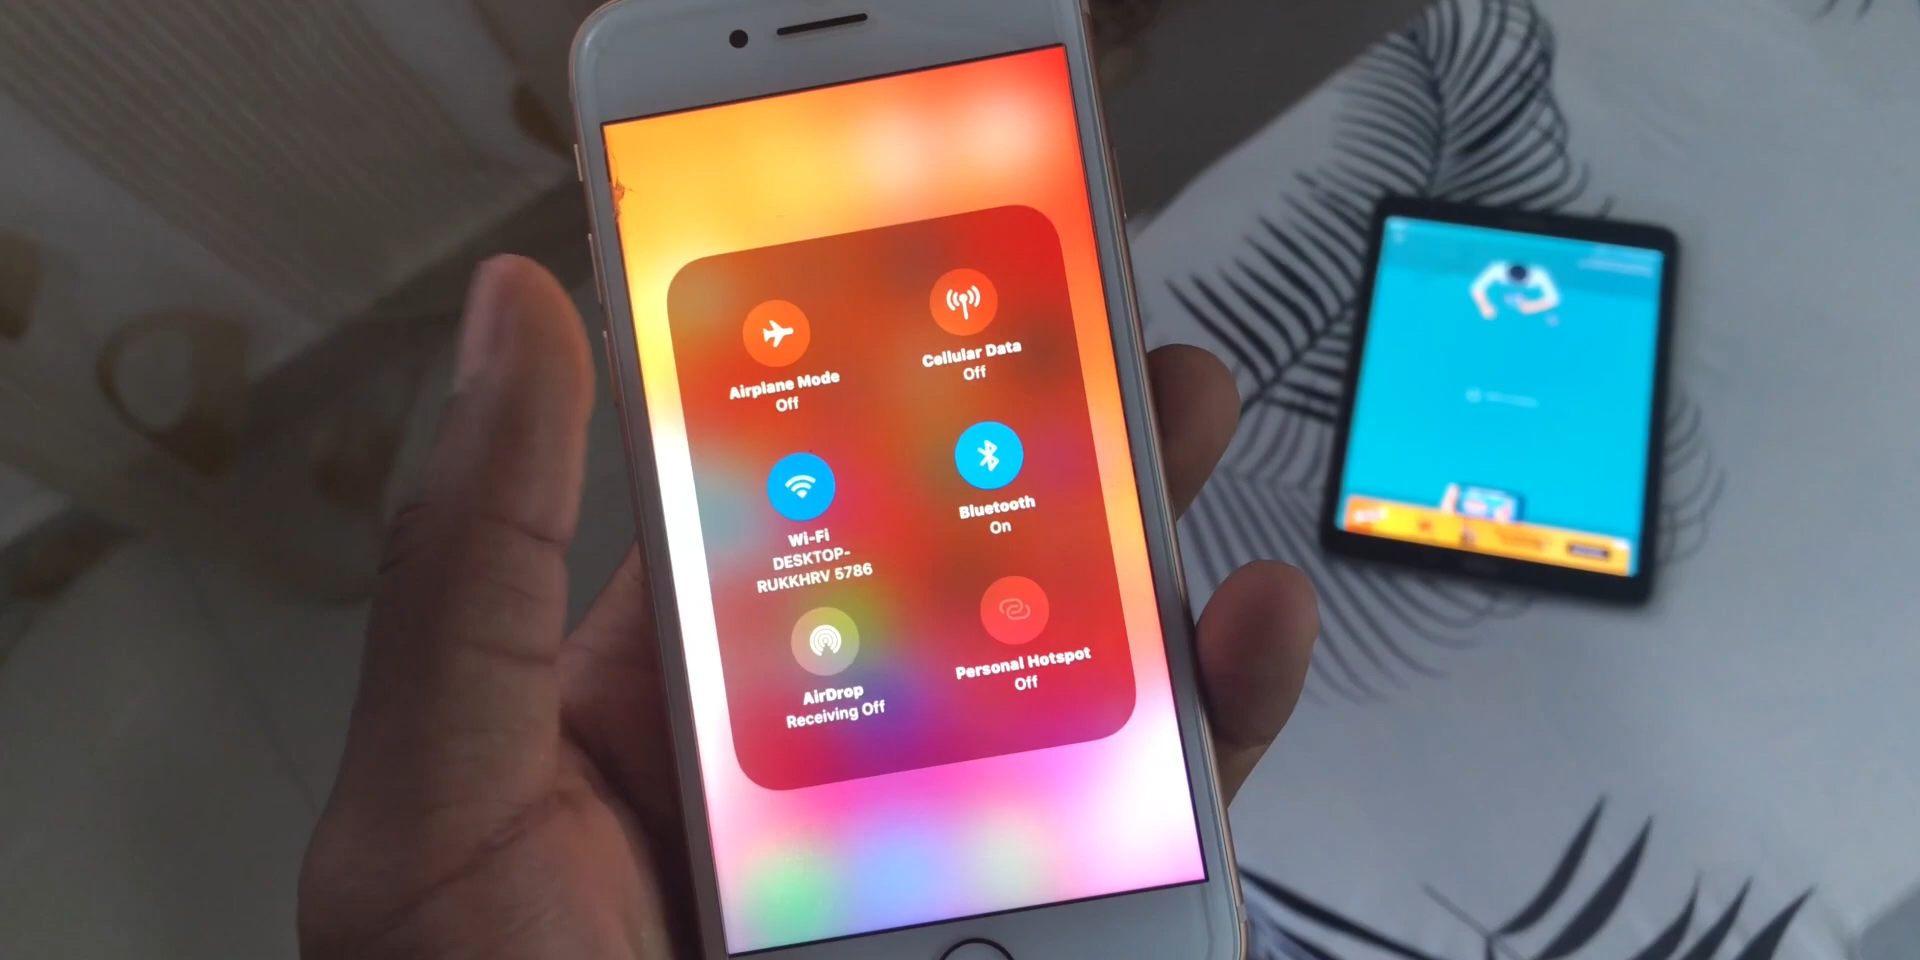 Airplane Mode
Off
Cellular Data
Off
Wi-Fi
DESKTOP-
RUKKHRV 5786
Bluetooth
On
AirDrop
Receiving Off
Personal Hotspot
Off